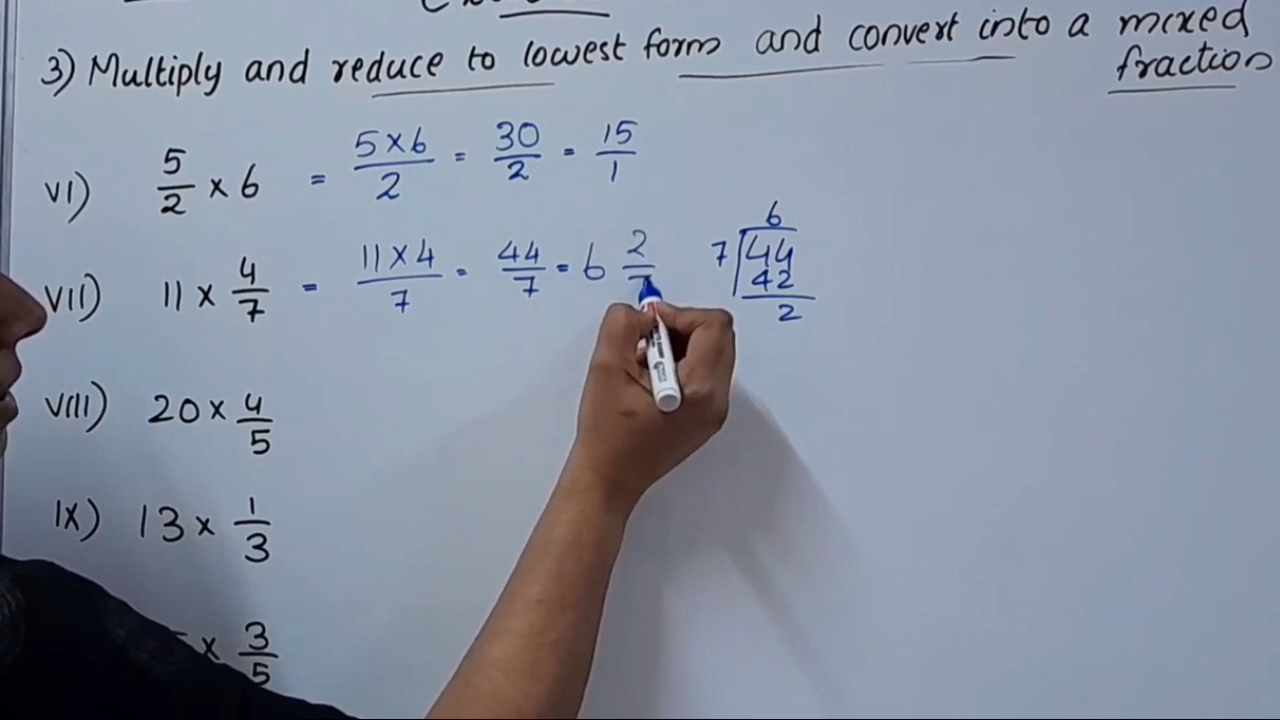 3) Multiply and reduce to lowest form and convert into a mixed
fraction
VI) 5/2 × 6 = 5×6/2 = 30/2 = 15/1
VII) 11 × 4/7 = 11×4/7 = 44/7 = 6 2/7
6
7 44
42
2
VIII) 20 × 4/5
IX) 13 × 1/3
× 3/5